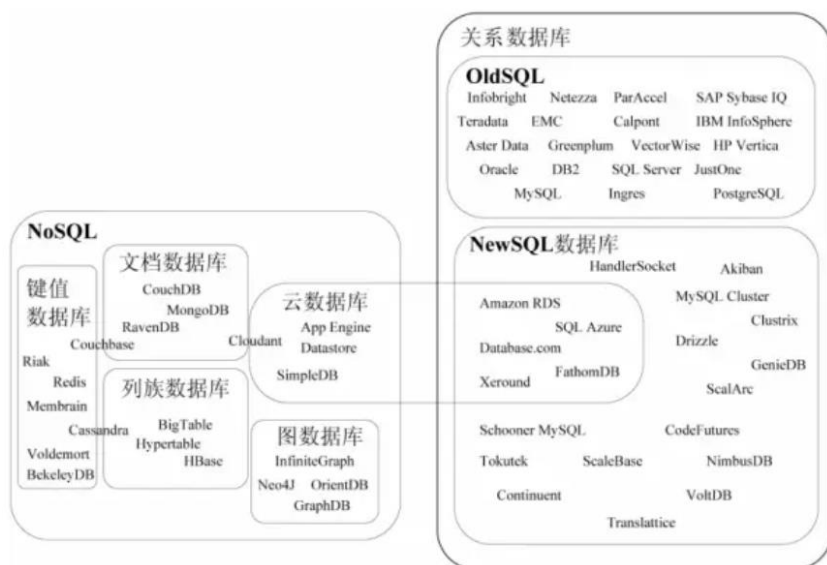 关系数据库
OldSQL
Infobright Netezza ParAccel SAP Sybase IQ
Teradata EMC Calpont IBM InfoSphere
Aster Data Greenplum VectorWise HP Vertica
Oracle DB2 SQL Server JustOne
MySQL Ingres PostgreSQL
NoSQL
键值
数据库
Couchbase
Riak
Redis
Membrain
Cassandra
Voldemort
BekeleyDB
文档数据库
CouchDB
MongoDB
RavenDB
列族数据库
BigTable
Hypertable
HBase
云数据库
App Engine
Cloudant Datastore
SimpleDB
图数据库
InfiniteGraph
Neo4J OrientDB
GraphDB
NewSQL数据库
HandlerSocket Akiban
Amazon RDS MySQL Cluster
SQL Azure Clustrix
Database.com Drizzle
FathomDB GenieDB
Xeround ScalArc
Schooner MySQL CodeFutures
Tokutek ScaleBase NimbusDB
Continuent VoltDB
Translattice